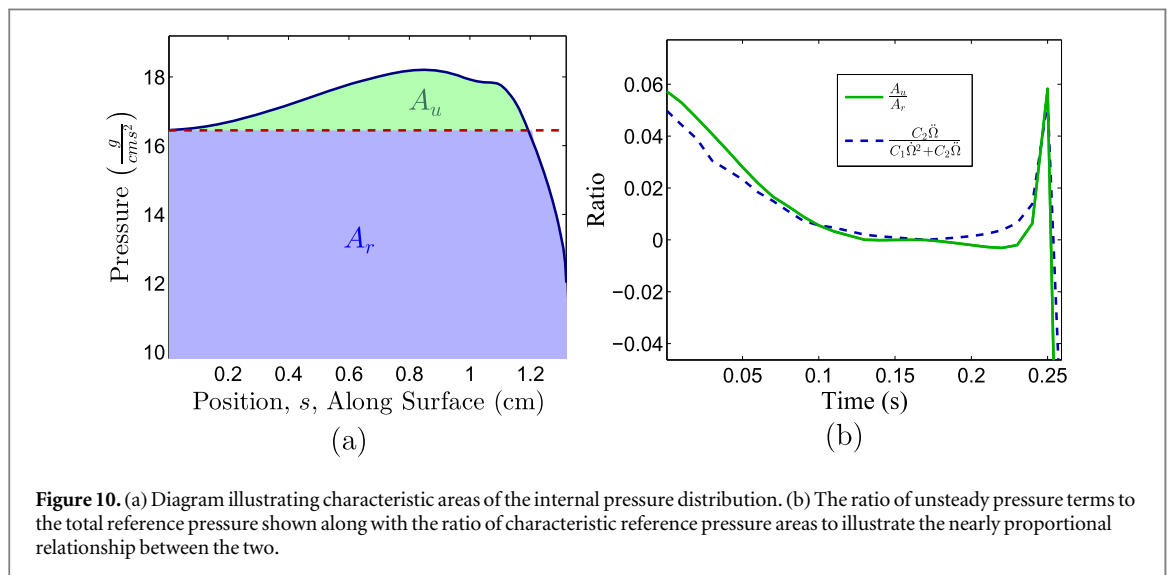 18
16
14
12
10
Pressure (g/cms²)
A_u
A_r
0.2 0.4 0.6 0.8 1 1.2
Position, s, Along Surface (cm)
(a)
0.06
0.04
0.02
0
−0.02
−0.04
Ratio
A_u/A_r
C₂Ω̈/(C₁Ω̇²+C₂Ω̈)
0.05 0.1 0.15 0.2 0.25
Time (s)
(b)
Figure 10. (a) Diagram illustrating characteristic areas of the internal pressure distribution. (b) The ratio of unsteady pressure terms to
the total reference pressure shown along with the ratio of characteristic reference pressure areas to illustrate the nearly proportional
relationship between the two.